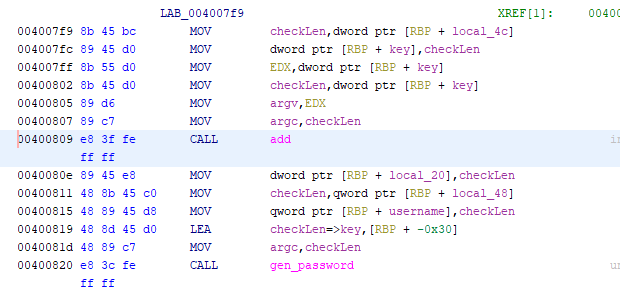 LAB_004007f9 XREF[1]: 00400
004007f9 8b 45 bc MOV checkLen,dword ptr [RBP + local_4c]
004007fc 89 45 d0 MOV dword ptr [RBP + key],checkLen
004007ff 8b 55 d0 MOV EDX,dword ptr [RBP + key]
00400802 8b 45 d0 MOV checkLen,dword ptr [RBP + key]
00400805 89 d6 MOV argv,EDX
00400807 89 c7 MOV argc,checkLen
00400809 e8 3f fe CALL add
ff ff
0040080e 89 45 e8 MOV dword ptr [RBP + local_20],checkLen
00400811 48 8b 45 c0 MOV checkLen,qword ptr [RBP + local_48]
00400815 48 89 45 d8 MOV qword ptr [RBP + username],checkLen
00400819 48 8d 45 d0 LEA checkLen=>key,[RBP + -0x30]
0040081d 48 89 c7 MOV argc,checkLen
00400820 e8 3c fe CALL gen_password
ff ff